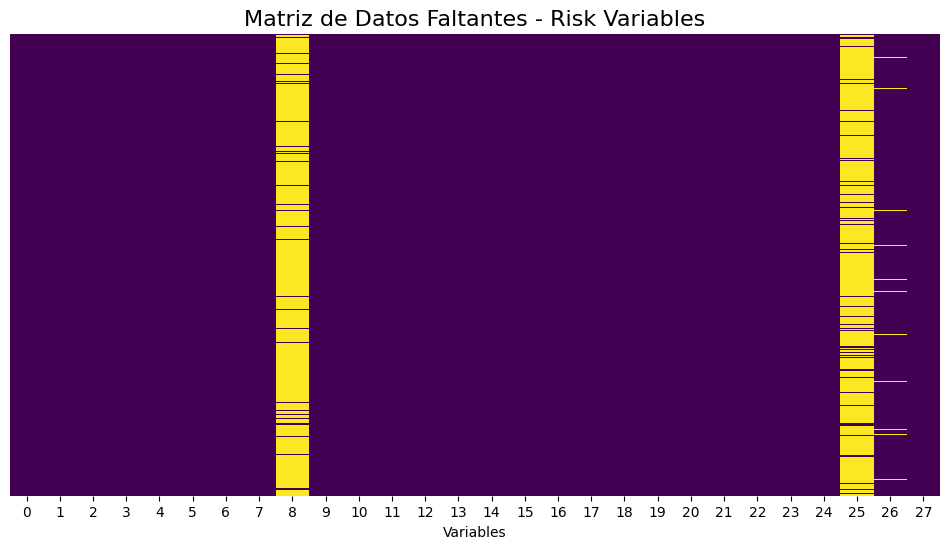 Matriz de Datos Faltantes - Risk Variables
0 1 2 3 4 5 6 7 8 9 10 11 12 13 14 15 16 17 18 19 20 21 22 23 24 25 26 27
Variables